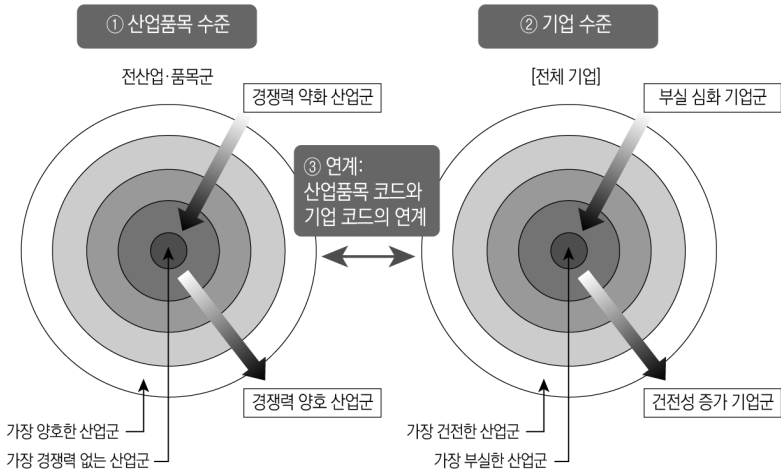 ① 산업품목 수준
② 기업 수준
전산업·품목군
[전체 기업]
경쟁력 약화 산업군
부실 심화 기업군
③ 연계:
산업품목 코드와
기업 코드의 연계
경쟁력 양호 산업군
건전성 증가 기업군
가장 양호한 산업군
가장 경쟁력 없는 산업군
가장 건전한 산업군
가장 부실한 산업군